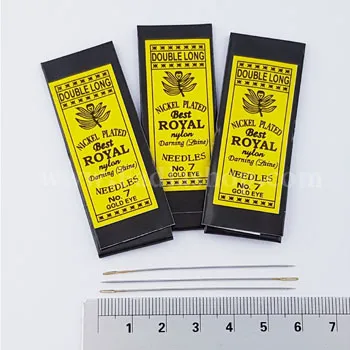 DOUBLE LONG
NICKEL PLATED
Best
ROYAL
nylon
Darning (Shine)
NEEDLES
No. 7
GOLD EYE
DOUBLE LONG
NICKEL PLATED
Best
ROYAL
nylon
Darning (Shine)
NEEDLES
No. 7
GOLD EYE
DOUBLE LONG
NICKEL PLATED
Best
ROYAL
nylon
Darning (Shine)
NEEDLES
No. 7
GOLD EYE
1 2 3 4 5 6 7